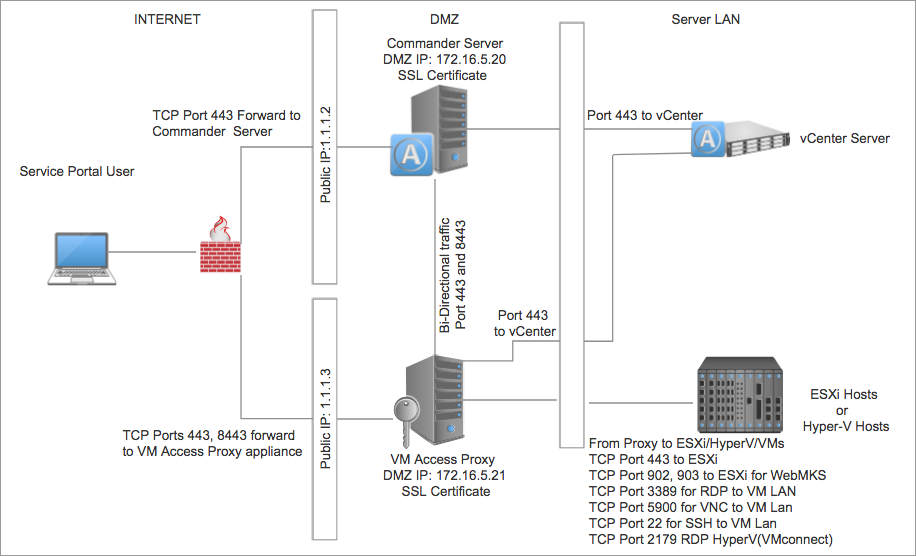 INTERNET
DMZ
Server LAN
Commander Server
DMZ IP: 172.16.5.20
SSL Certificate
TCP Port 443 Forward to
Commander Server
Public IP:1.1.1.2
Port 443 to vCenter
A
A
vCenter Server
Service Portal User
Bi-Directional traffic
Port 443 and 8443
Port 443
to vCenter
Public IP: 1.1.1.3
TCP Ports 443, 8443 forward
to VM Access Proxy appliance
VM Access Proxy
DMZ IP: 172.16.5.21
SSL Certificate
ESXi Hosts
or
Hyper-V Hosts
From Proxy to ESXi/HyperV/VMs
TCP Port 443 to ESXi
TCP Port 902, 903 to ESXi for WebMKS
TCP Port 3389 for RDP to VM LAN
TCP Port 5900 for VNC to VM Lan
TCP Port 22 for SSH to VM Lan
TCP Port 2179 RDP HyperV(VMconnect)